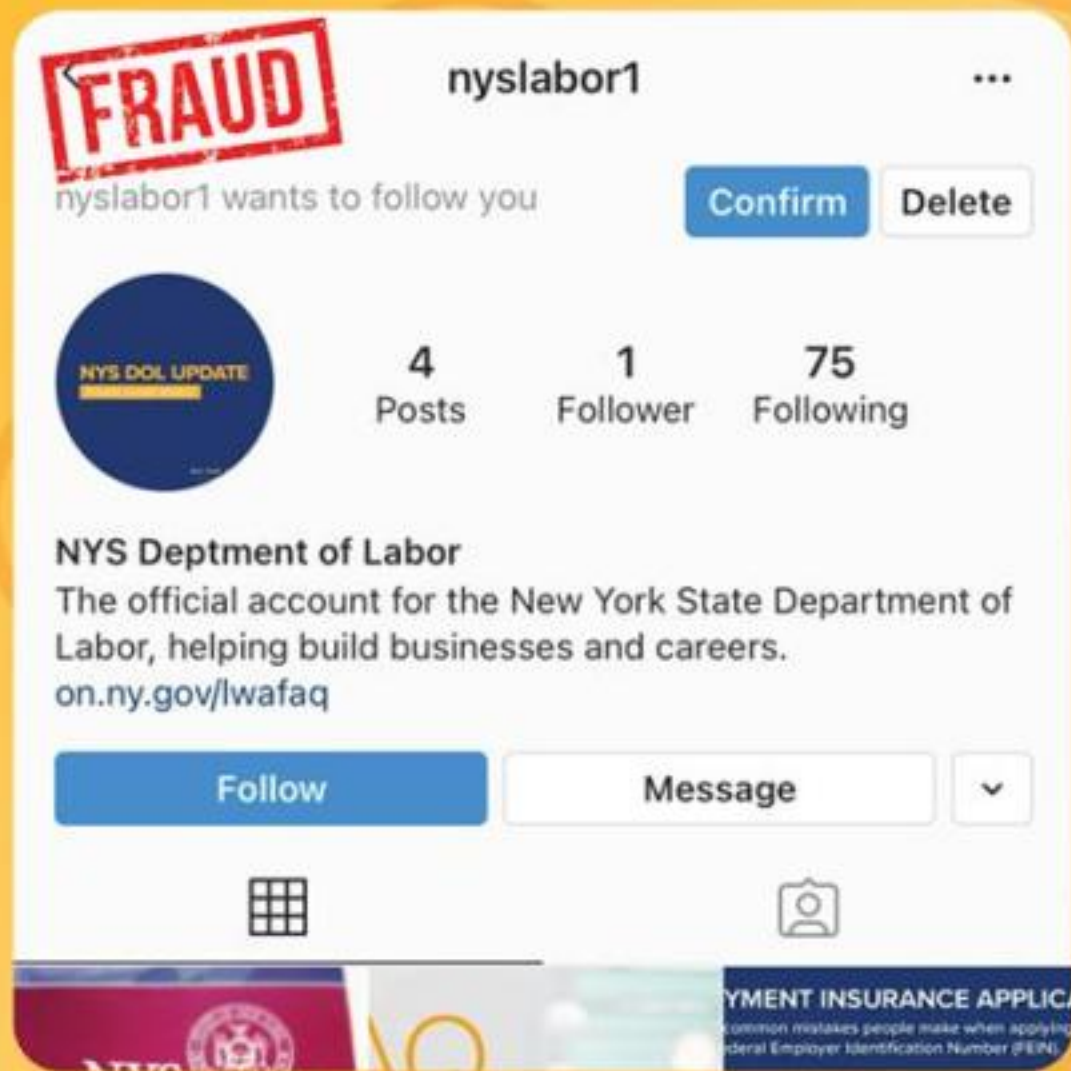 FRAUD
nyslabor1
nyslabor1 wants to follow you
Confirm
Delete
NYS DOL UPDATE
4
Posts
1
Follower
75
Following
NYS Deptment of Labor
The official account for the New York State Department of
Labor, helping build businesses and careers.
on.ny.gov/lwafaq
Follow
Message
NYS
YMENT INSURANCE APPLICA
common mistakes people make when applying
deral Employer Identification Number (FEIN).